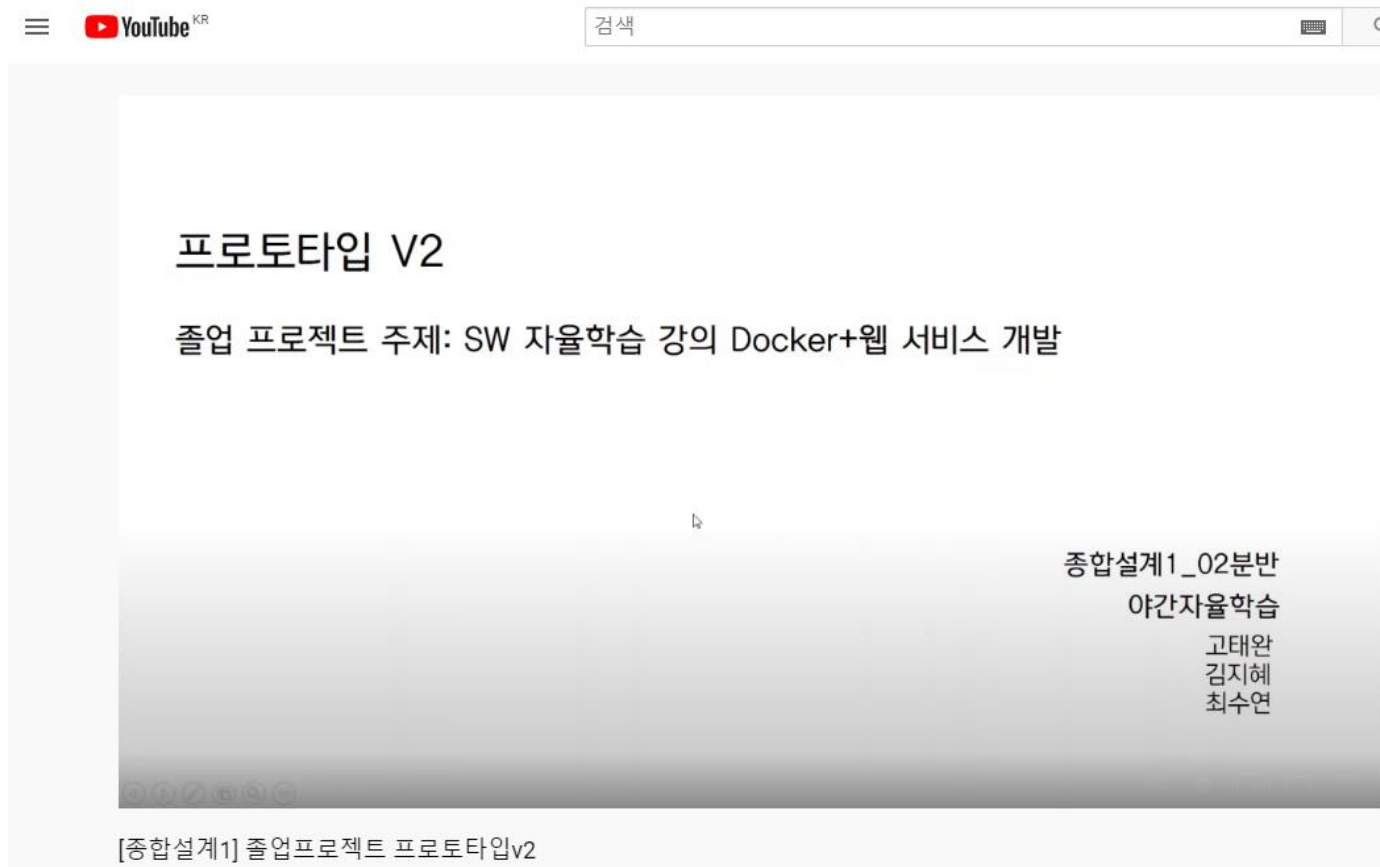 YouTube KR
검색
프로토타입 V2
졸업 프로젝트 주제: SW 자율학습 강의 Docker+웹 서비스 개발
종합설계1_02분반
야간자율학습
고태완
김지혜
최수연
[종합설계1] 졸업프로젝트 프로토타입v2